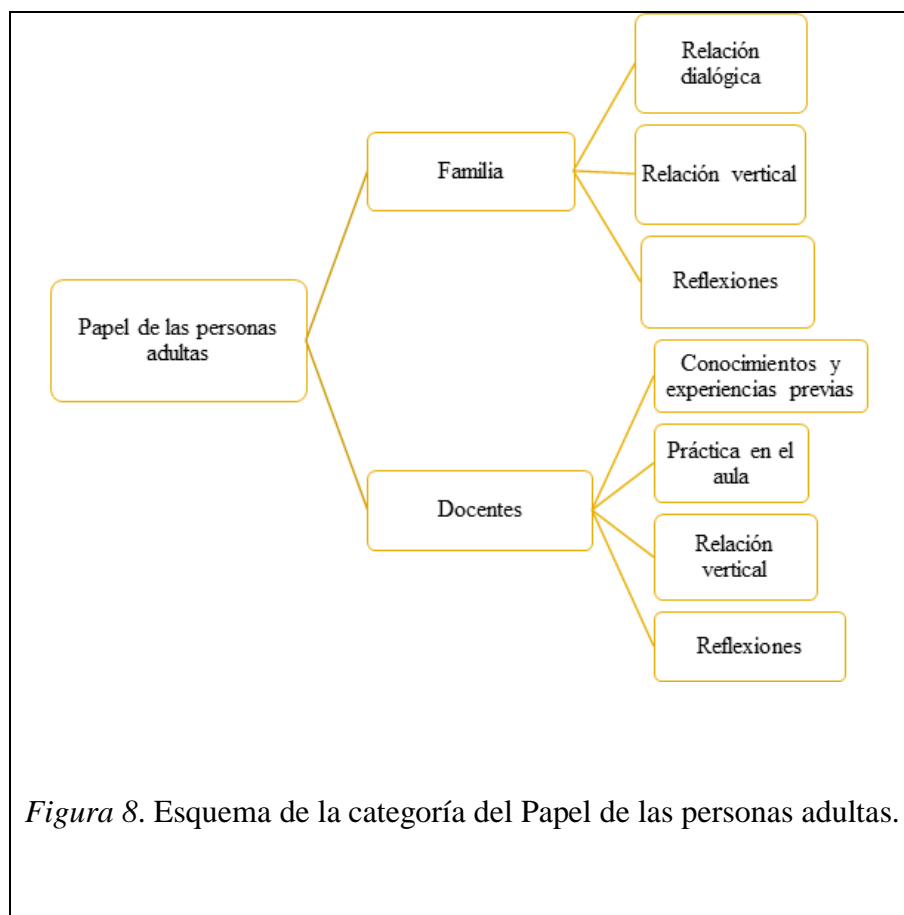 Relación
dialógica
Familia
Relación vertical
Reflexiones
Papel de las personas
adultas
Conocimientos y
experiencias previas
Práctica en el
aula
Docentes
Relación
vertical
Reflexiones
Figura 8. Esquema de la categoría del Papel de las personas adultas.